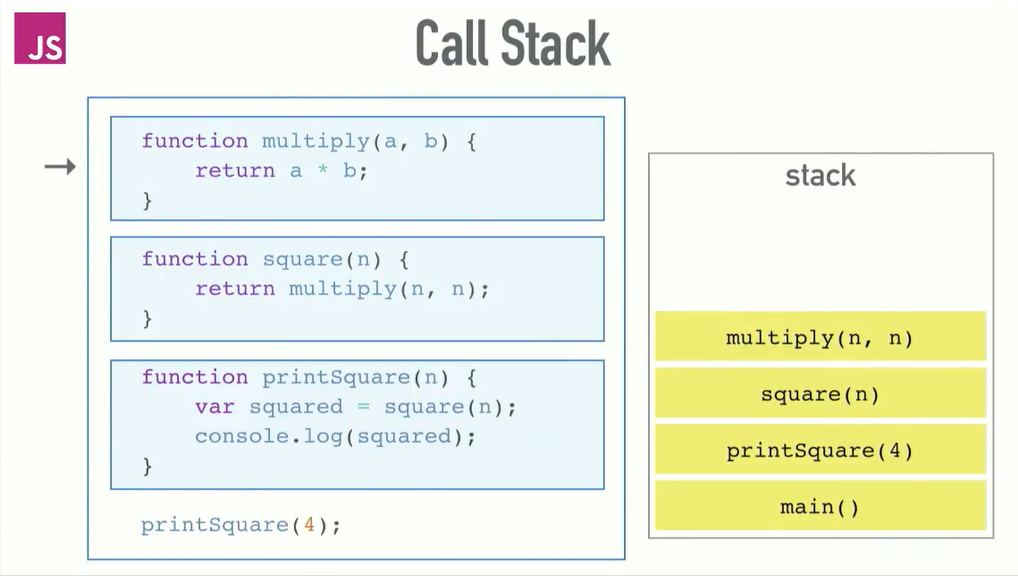 JS
Call Stack
function multiply(a, b) {
    return a * b;
}
function square(n) {
    return multiply(n, n);
}
function printSquare(n) {
    var squared = square(n);
    console.log(squared);
}
printSquare(4);
stack
multiply(n, n)
square(n)
printSquare(4)
main()